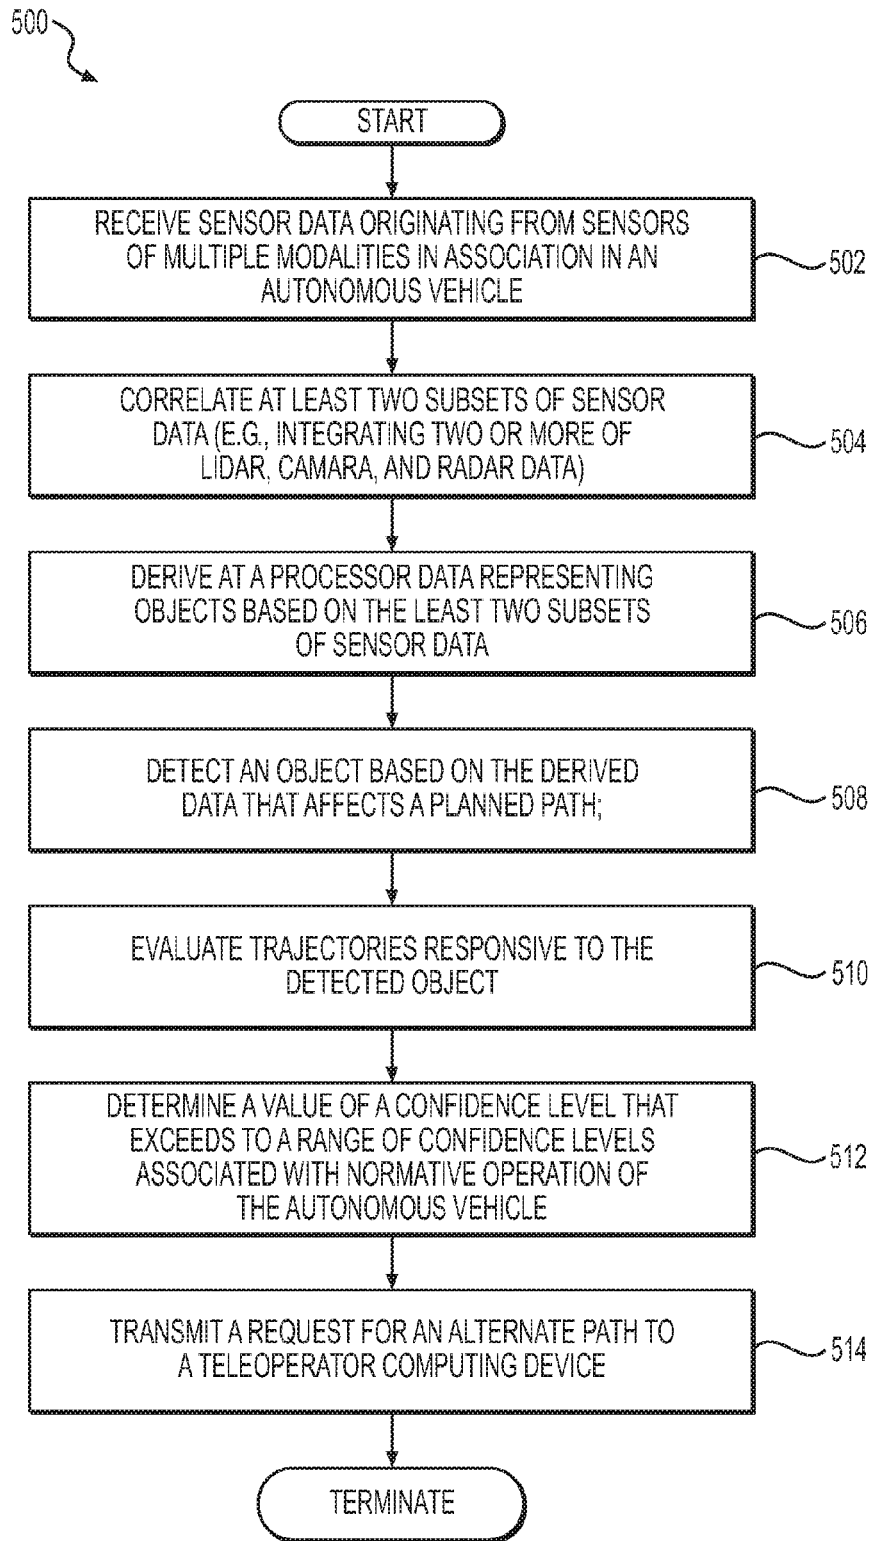 500
START
RECEIVE SENSOR DATA ORIGINATING FROM SENSORS
OF MULTIPLE MODALITIES IN ASSOCIATION IN AN
AUTONOMOUS VEHICLE
502
CORRELATE AT LEAST TWO SUBSETS OF SENSOR
DATA (E.G., INTEGRATING TWO OR MORE OF
LIDAR, CAMARA, AND RADAR DATA)
504
DERIVE AT A PROCESSOR DATA REPRESENTING
OBJECTS BASED ON THE LEAST TWO SUBSETS
OF SENSOR DATA
506
DETECT AN OBJECT BASED ON THE DERIVED
DATA THAT AFFECTS A PLANNED PATH;
508
EVALUATE TRAJECTORIES RESPONSIVE TO THE
DETECTED OBJECT
510
DETERMINE A VALUE OF A CONFIDENCE LEVEL THAT
EXCEEDS TO A RANGE OF CONFIDENCE LEVELS
ASSOCIATED WITH NORMATIVE OPERATION OF
THE AUTONOMOUS VEHICLE
512
TRANSMIT A REQUEST FOR AN ALTERNATE PATH TO
A TELEOPERATOR COMPUTING DEVICE
514
TERMINATE